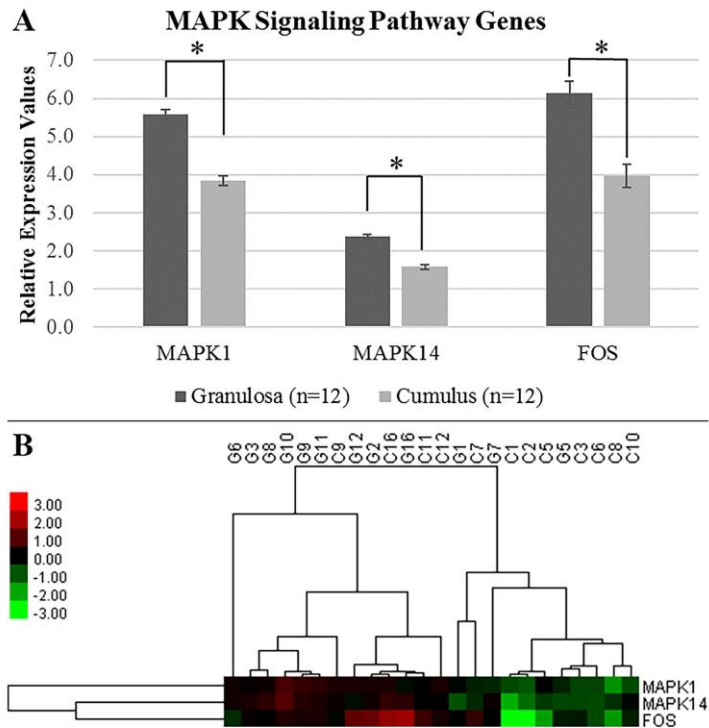 A
MAPK Signaling Pathway Genes
Relative Expression Values
7.0
6.0
5.0
4.0
3.0
2.0
1.0
0.0
*
*
*
MAPK1
MAPK14
FOS
Granulosa (n=12)
Cumulus (n=12)
B
G6
G3
G8
G10
G9
G11
C9
G12
G2
C16
G16
C11
C12
G1
C7
G7
C1
C2
C5
G5
C3
C6
C8
C10
3.00
2.00
1.00
0.00
-1.00
-2.00
-3.00
MAPK1
MAPK14
FOS